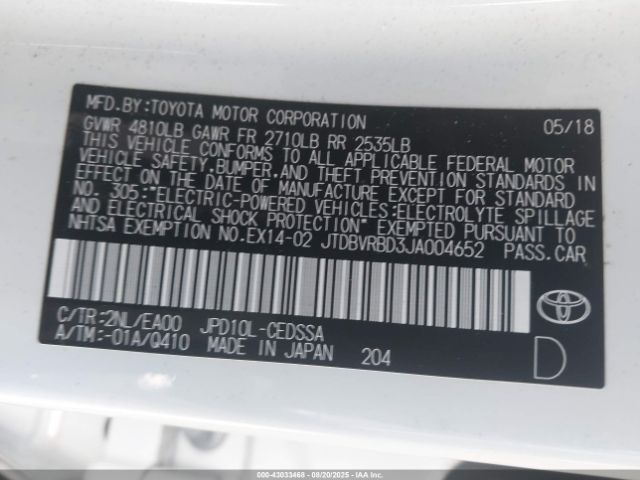 MFD.BY:TOYOTA MOTOR CORPORATION 05/18
GVWR 4810LB GAWR FR 2710LB RR 2535LB
THIS VEHICLE CONFORMS TO ALL APPLICABLE FEDERAL MOTOR
VEHICLE SAFETY,BUMPER,AND THEFT PREVENTION STANDARDS IN
EFFECT ON THE DATE OF MANUFACTURE EXCEPT FOR STANDARD
NO. 305:"ELECTRIC-POWERED VEHICLES:ELECTROLYTE SPILLAGE
AND ELECTRICAL SHOCK PROTECTION" EXEMPTED PURSUANT TO
NHTSA EXEMPTION NO.EX14-02 JTDBVRBD3JA004652 PASS.CAR
TOYOTA
C/TR:2NL/EA00 JPD10L-CEDSSA
A/TM:-01A/Q410 MADE IN JAPAN 204 D
000-43033468 - 08/20/2025 - IAA Inc.